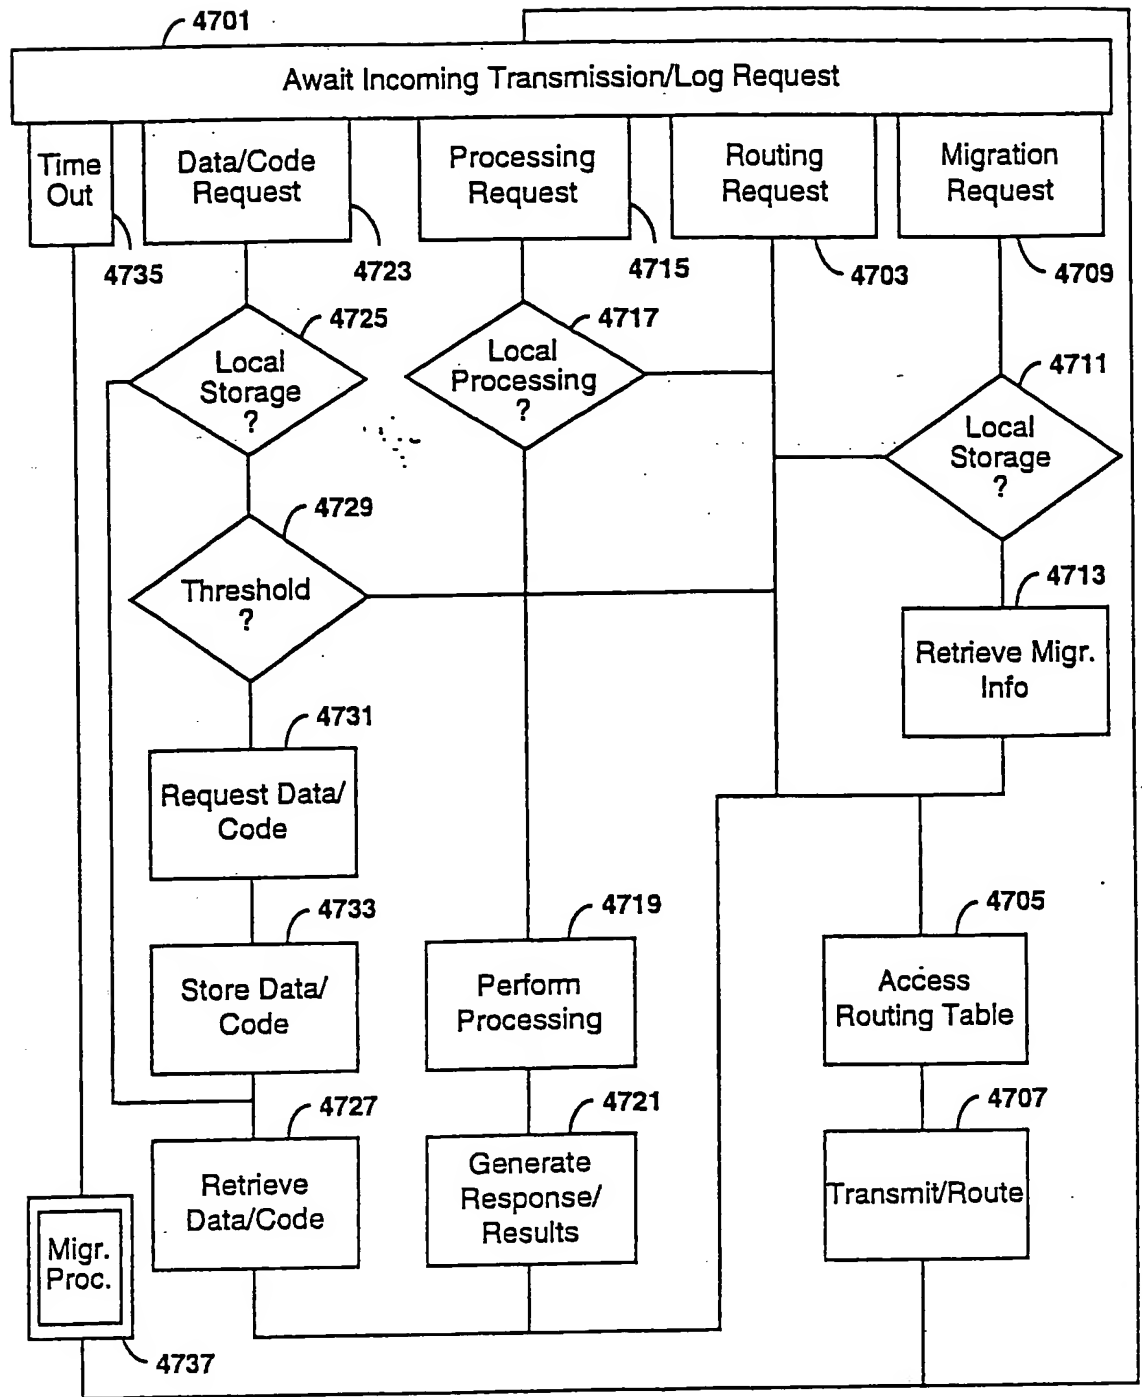 4701
Await Incoming Transmission/Log Request
Time
Out
Data/Code
Request
Processing
Request
Routing
Request
Migration
Request
4735
4723
4715
4703
4709
4725
Local
Storage
?
4717
Local
Processing
?
4711
Local
Storage
?
4729
Threshold
?
4713
Retrieve Migr.
Info
4731
Request Data/
Code
4733
Store Data/
Code
4719
Perform
Processing
4705
Access
Routing Table
4727
Retrieve
Data/Code
4721
Generate
Response/
Results
4707
Transmit/Route
Migr.
Proc.
4737